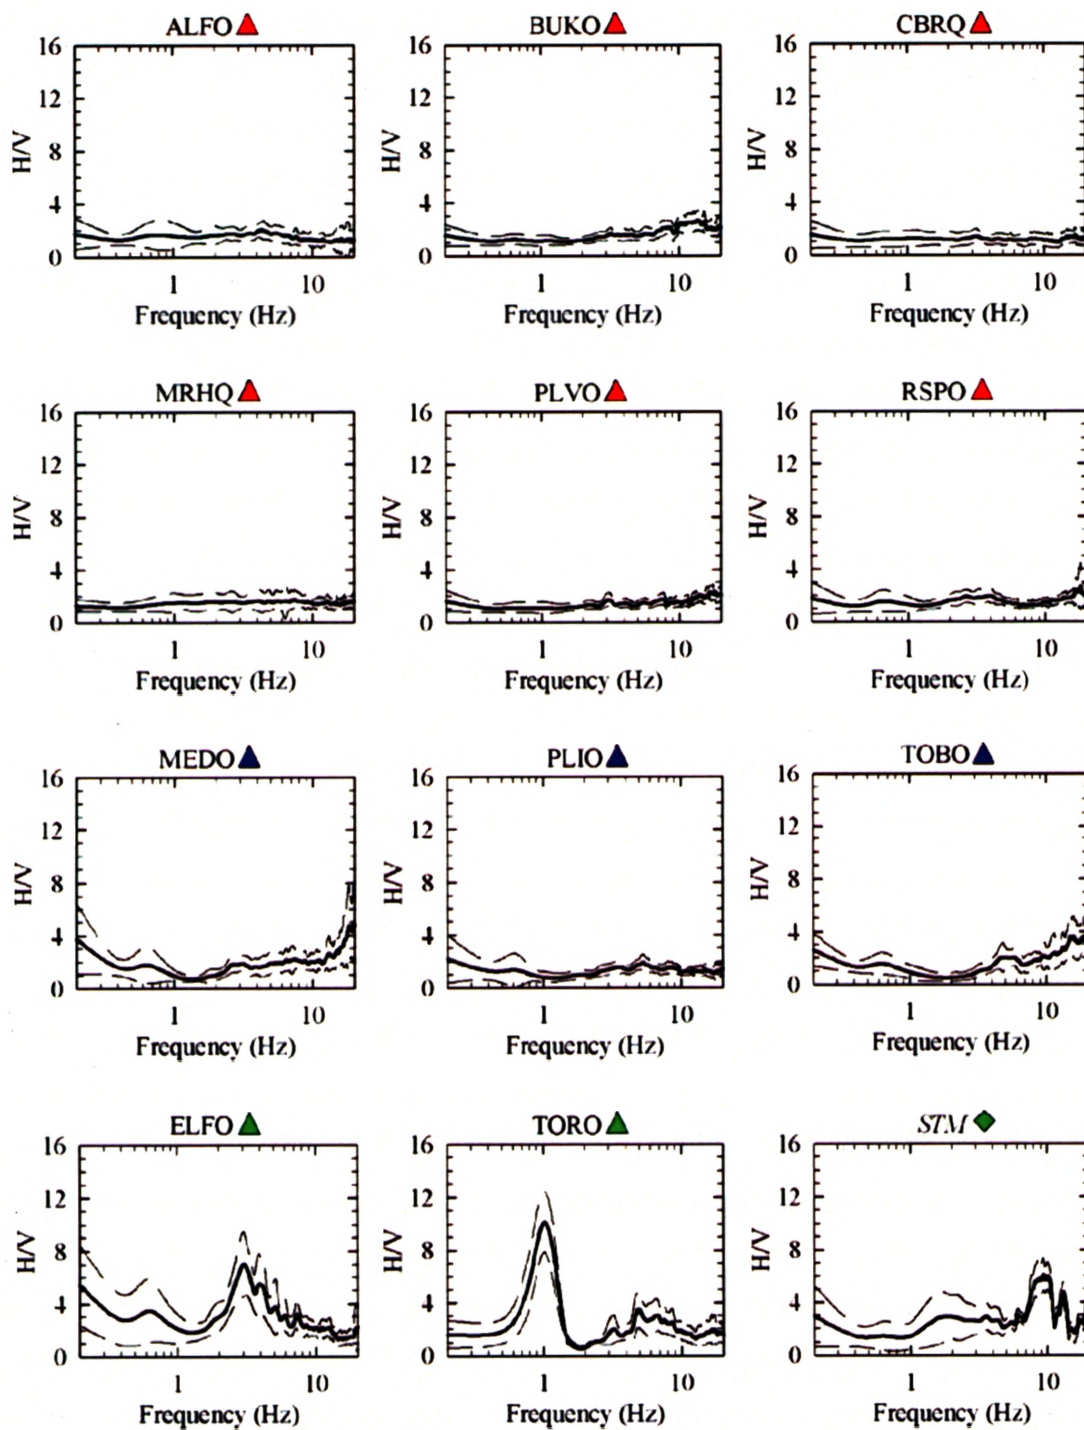 ALFO BUKO CBRQ
16 16 16
12 12 12
H/V 8 H/V 8 H/V 8
4 4 4
0 0 0
1 10 1 10 1 10
Frequency (Hz) Frequency (Hz) Frequency (Hz)
MRHQ PLVO RSPO
16 16 16
12 12 12
H/V 8 H/V 8 H/V 8
4 4 4
0 0 0
1 10 1 10 1 10
Frequency (Hz) Frequency (Hz) Frequency (Hz)
MEDO PLIO TOBO
16 16 16
12 12 12
H/V 8 H/V 8 H/V 8
4 4 4
0 0 0
1 10 1 10 1 10
Frequency (Hz) Frequency (Hz) Frequency (Hz)
ELFO TORO STM
16 16 16
12 12 12
H/V 8 H/V 8 H/V 8
4 4 4
0 0 0
1 10 1 10 1 10
Frequency (Hz) Frequency (Hz) Frequency (Hz)